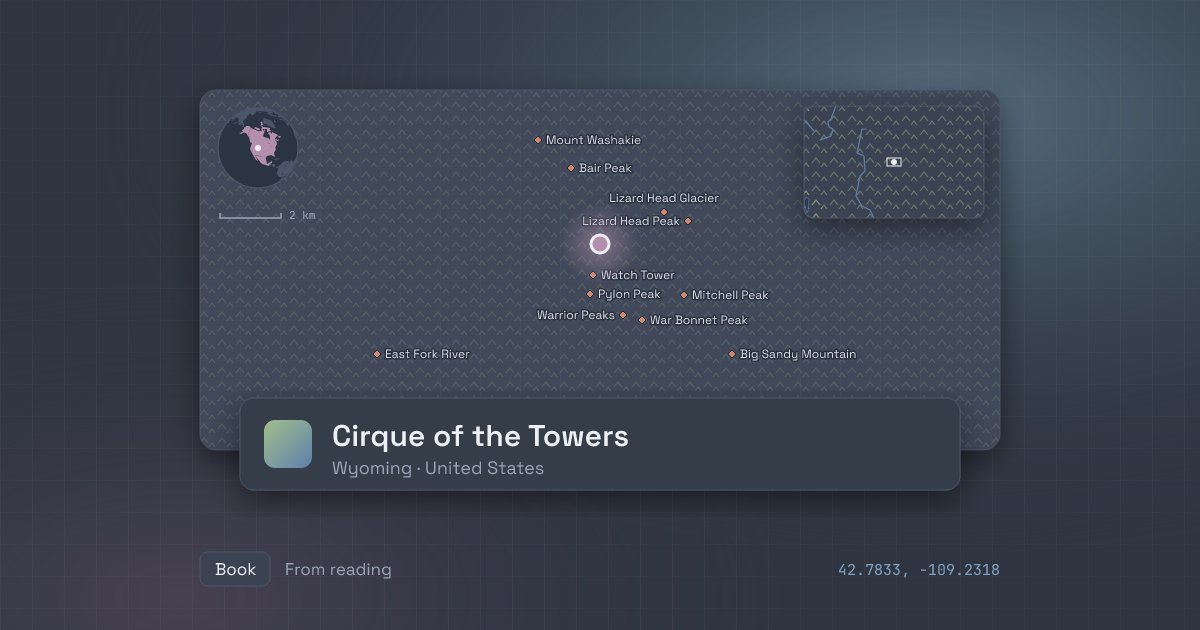 Mount Washakie
Bair Peak
Lizard Head Glacier
Lizard Head Peak
2 km
Watch Tower
Pylon Peak
Mitchell Peak
Warrior Peaks
War Bonnet Peak
East Fork River
Big Sandy Mountain
Cirque of the Towers
Wyoming · United States
Book
From reading
42.7833, -109.2318